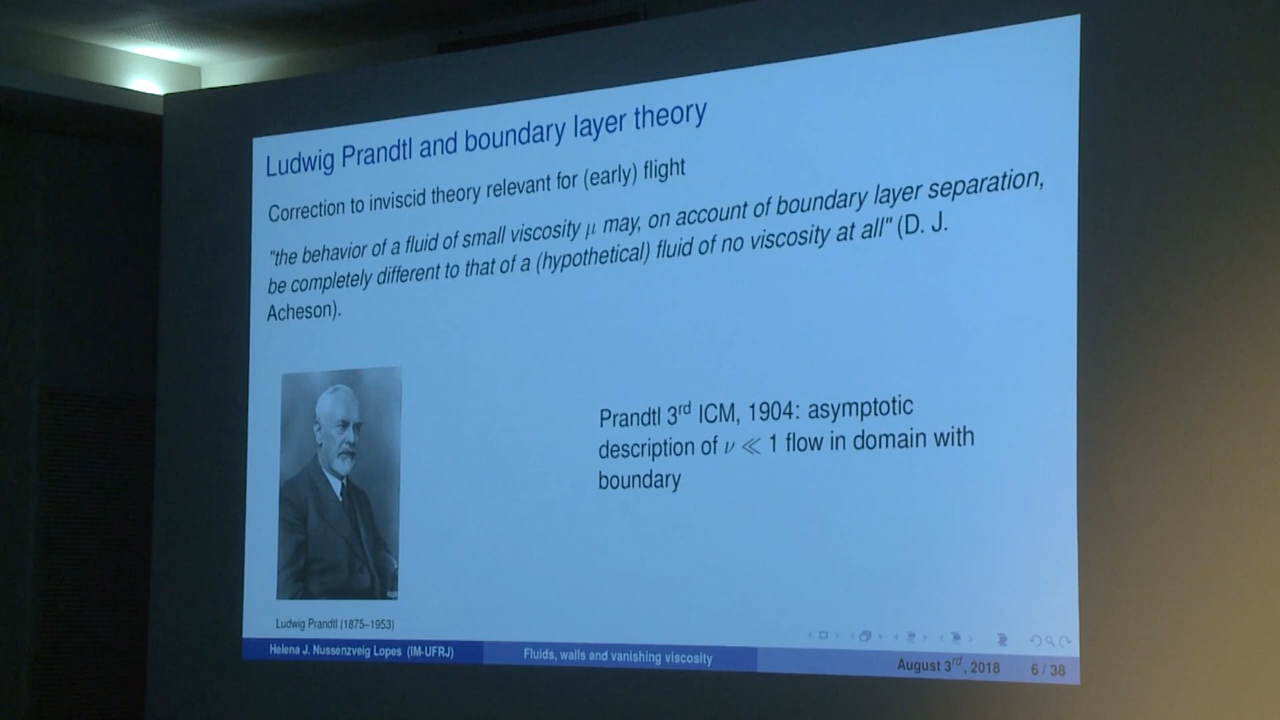 Ludwig Prandtl and boundary layer theory
Correction to inviscid theory relevant for (early) flight
"the behavior of a fluid of small viscosity μ may, on account of boundary layer separation,
be completely different to that of a (hypothetical) fluid of no viscosity at all" (D. J.
Acheson).
Prandtl 3rd ICM, 1904: asymptotic
description of ν ≪ 1 flow in domain with
boundary
Ludwig Prandtl (1875–1953)
Helena J. Nussenzveig Lopes (IM-UFRJ)
Fluids, walls and vanishing viscosity
August 3rd, 2018
6 / 38